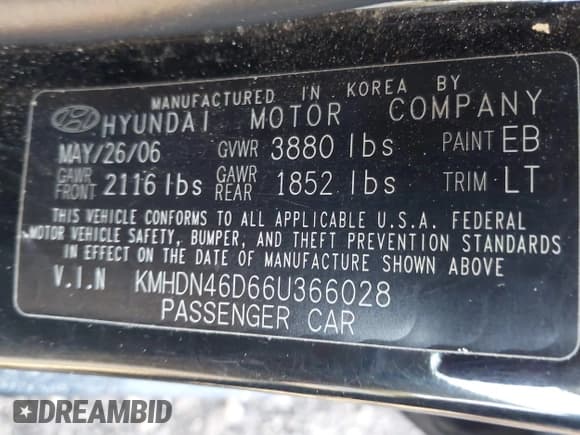 MANUFACTURED IN KOREA BY
HYUNDAI MOTOR COMPANY
MAY/26/06 GVWR 3880 lbs PAINT EB
GAWR FRONT 2116 lbs GAWR REAR 1852 lbs TRIM LT
THIS VEHICLE CONFORMS TO ALL APPLICABLE U.S.A. FEDERAL
MOTOR VEHICLE SAFETY, BUMPER, AND THEFT PREVENTION STANDARDS
IN EFFECT ON THE DATE OF MANUFACTURE SHOWN ABOVE
V.I.N KMHDN46D66U366028
PASSENGER CAR
DREAMBID